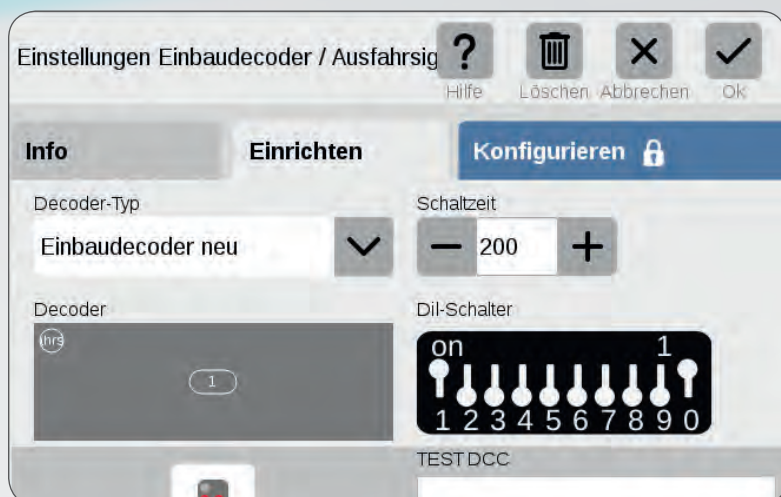 Einstellungen Einbaudecoder / Ausfahrsig
?
Hilfe Löschen Abbrechen Ok
Info Einrichten Konfigurieren
Decoder-Typ Schaltzeit
Einbaudecoder neu 200
Decoder Dil-Schalter
hrs
1
on 1
1 2 3 4 5 6 7 8 9 0
TEST DCC